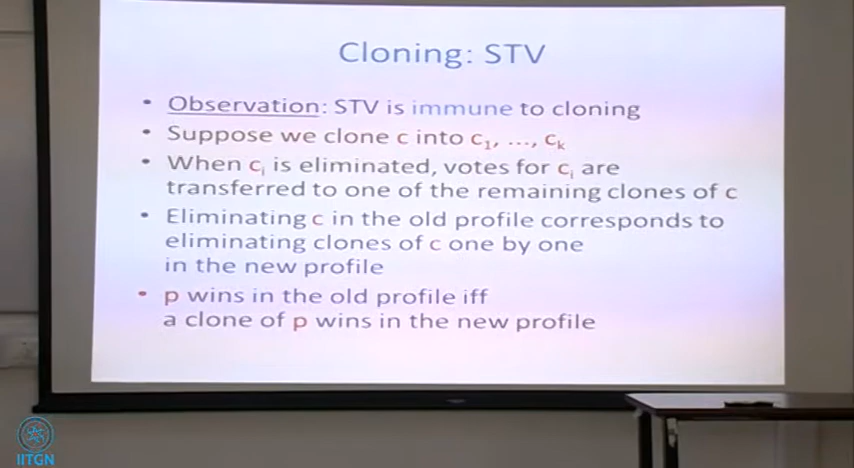 Cloning: STV
• Observation: STV is immune to cloning
• Suppose we clone c into c₁, ..., cₖ
• When cᵢ is eliminated, votes for cᵢ are
transferred to one of the remaining clones of c
• Eliminating c in the old profile corresponds to
eliminating clones of c one by one
in the new profile
• p wins in the old profile iff
a clone of p wins in the new profile
IITGN